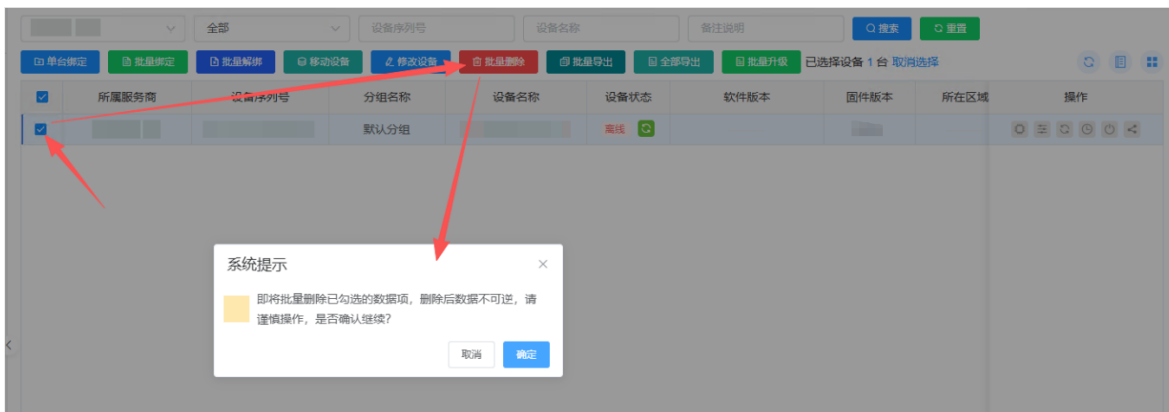 全部
设备序列号
设备名称
备注说明
搜索
重置
单台绑定
批量绑定
批量解绑
移动设备
修改设备
批量删除
批量导出
全部导出
批量升级
已选择设备 1 台 取消选择
所属服务商
设备序列号
分组名称
设备名称
设备状态
软件版本
固件版本
所在区域
操作
默认分组
离线
系统提示
即将批量删除已勾选的数据项，删除后数据不可逆，请
谨慎操作，是否确认继续？
取消
确定